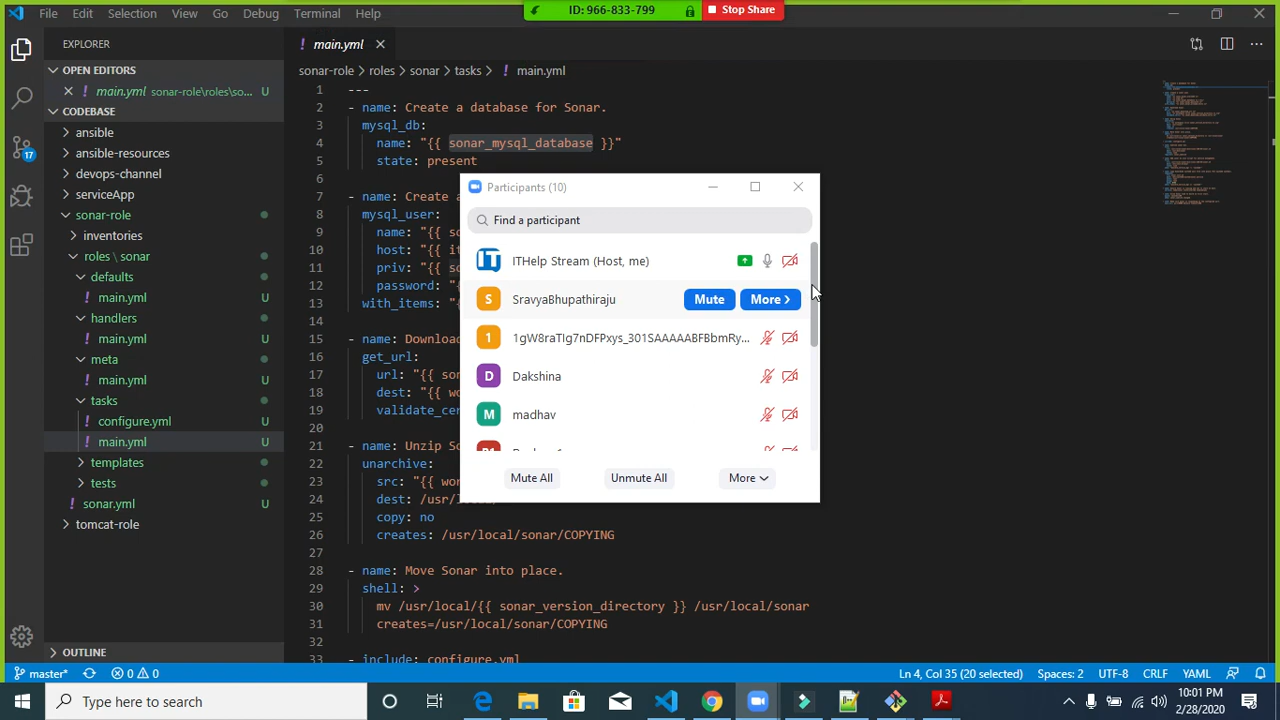 File Edit Selection View Go Debug Terminal Help
ID: 966-833-799 Stop Share
EXPLORER
! main.yml
OPEN EDITORS
sonar-role > roles > sonar > tasks > ! main.yml
! main.yml sonar-role\roles\so... U
CODEBASE
ansible
ansible-resources
devops-channel
nodeApp
sonar-role
inventories
roles \ sonar
defaults
! main.yml U
handlers
! main.yml U
meta
! main.yml U
tasks
! configure.yml U
! main.yml U
templates
tests
! sonar.yml U
tomcat-role
OUTLINE
17
1 ---
2 - name: Create a database for Sonar.
3 mysql_db:
4 name: "{{ sonar_mysql_database }}"
5 state: present
6
7 - name: Create a
8 mysql_user:
9 name: "{{ so
10 host: "{{ it
11 priv: "{{ so
12 password: "{
13 with_items: "{
14
15 - name: Downloa
16 get_url:
17 url: "{{ son
18 dest: "{{ wo
19 validate_cer
20
21 - name: Unzip So
22 unarchive:
23 src: "{{ wor
24 dest: /usr/local/
25 copy: no
26 creates: /usr/local/sonar/COPYING
27
28 - name: Move Sonar into place.
29 shell: >
30 mv /usr/local/{{ sonar_version_directory }} /usr/local/sonar
31 creates=/usr/local/sonar/COPYING
32
33 - include: configure.yml
Participants (10)
Find a participant
IT ITHelp Stream (Host, me)
S SravyaBhupathiraju Mute More >
1 1gW8raTIg7nDFPxys_301SAAAAABFBbmRy...
D Dakshina
M madhav
Mute All Unmute All More
master* 0 0 Ln 4, Col 35 (20 selected) Spaces: 2 UTF-8 CRLF YAML
Type here to search
10:01 PM
2/28/2020